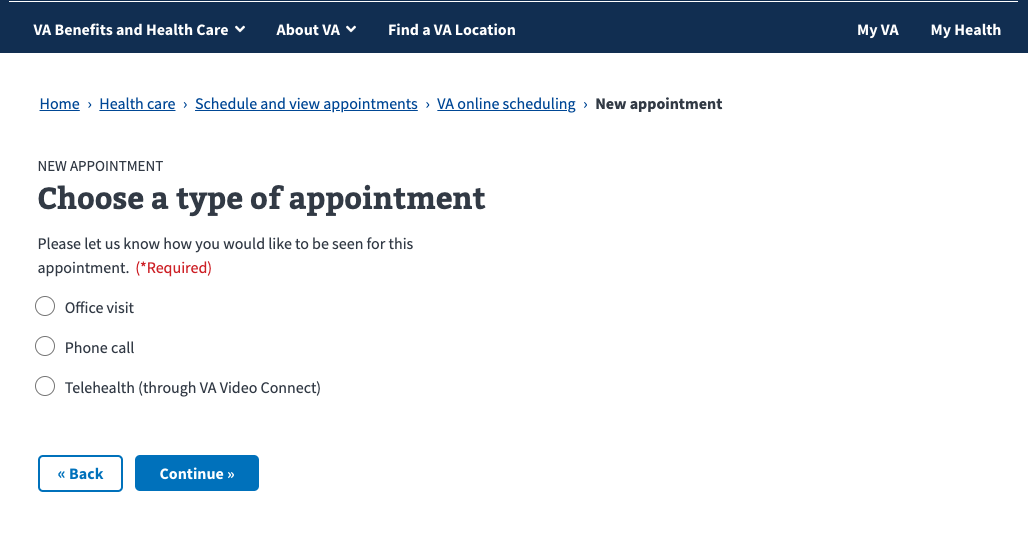 VA Benefits and Health Care About VA Find a VA Location My VA My Health
Home › Health care › Schedule and view appointments › VA online scheduling › New appointment
NEW APPOINTMENT
Choose a type of appointment
Please let us know how you would like to be seen for this
appointment. (*Required)
Office visit
Phone call
Telehealth (through VA Video Connect)
« Back Continue »